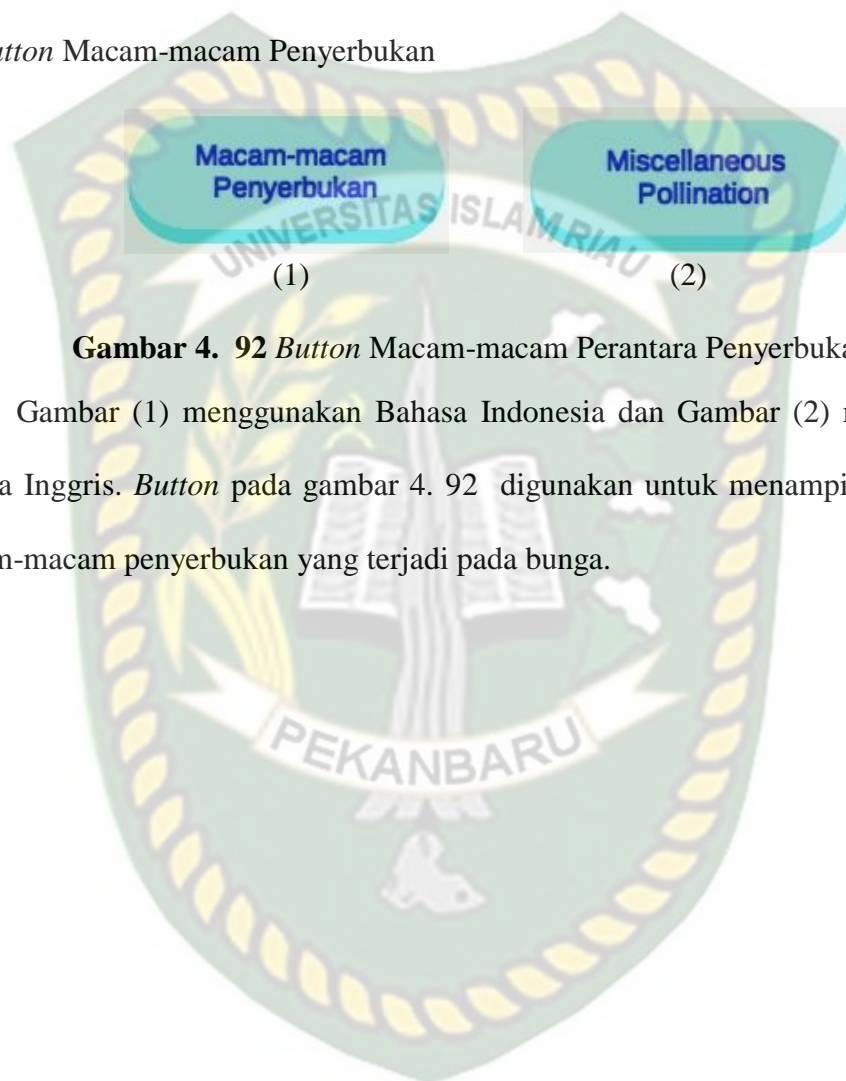 utton Macam-macam Penyerbukan
Macam-macam
Penyerbukan
Miscellaneous
Pollination
UNIVERSITAS ISLAM RIAU
(1) (2)
Gambar 4. 92 Button Macam-macam Perantara Penyerbuka
Gambar (1) menggunakan Bahasa Indonesia dan Gambar (2) m
a Inggris. Button pada gambar 4. 92 digunakan untuk menampi
m-macam penyerbukan yang terjadi pada bunga.
PEKANBARU